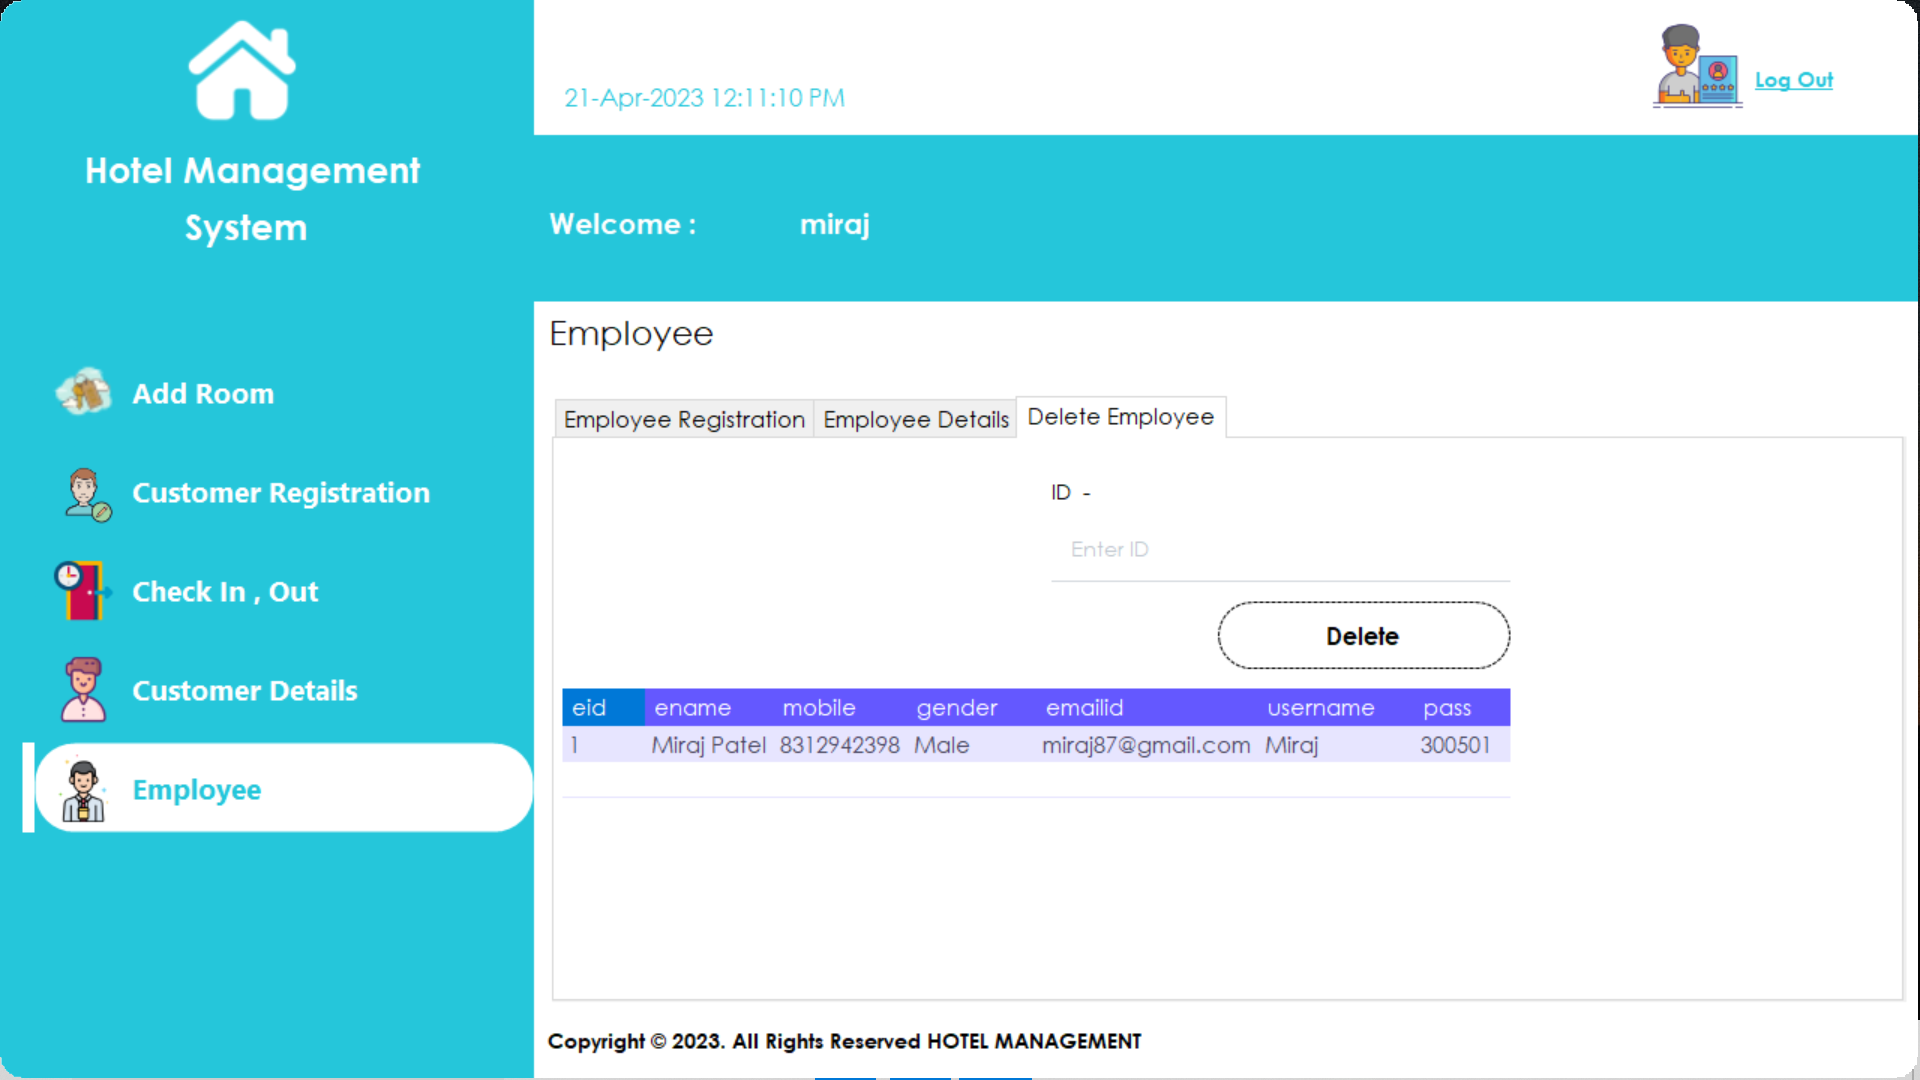 Hotel Management
System
21-Apr-2023 12:11:10 PM
Log Out
Welcome : miraj
Add Room
Customer Registration
Check In , Out
Customer Details
Employee
Employee
Employee Registration Employee Details Delete Employee
ID -
Enter ID
Delete
eid ename mobile gender emailid username pass
1 Miraj Patel 8312942398 Male miraj87@gmail.com Miraj 300501
Copyright © 2023. All Rights Reserved HOTEL MANAGEMENT